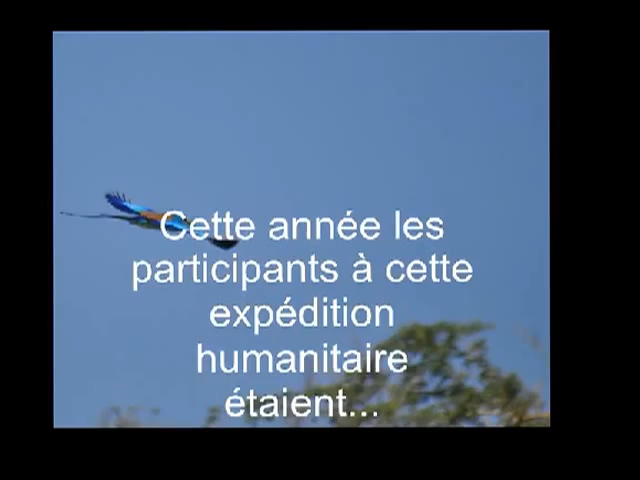 Cette année les
participants à cette
expédition
humanitaire
étaient...